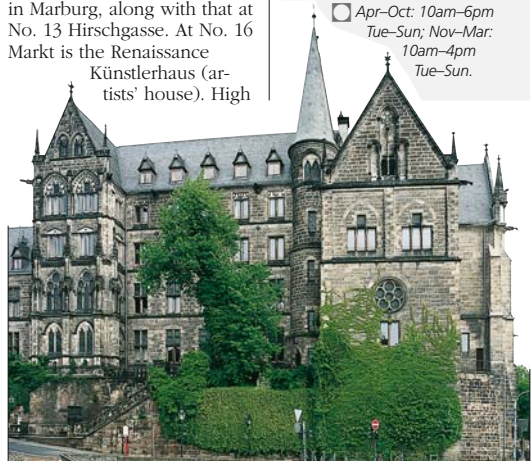 in Marburg, along with that at
No. 13 Hirschgasse. At No. 16
Markt is the Renaissance
Künstlerhaus (ar-
tists' house). High
Apr–Oct: 10am–6pm
Tue–Sun; Nov–Mar:
10am–4pm
Tue–Sun.